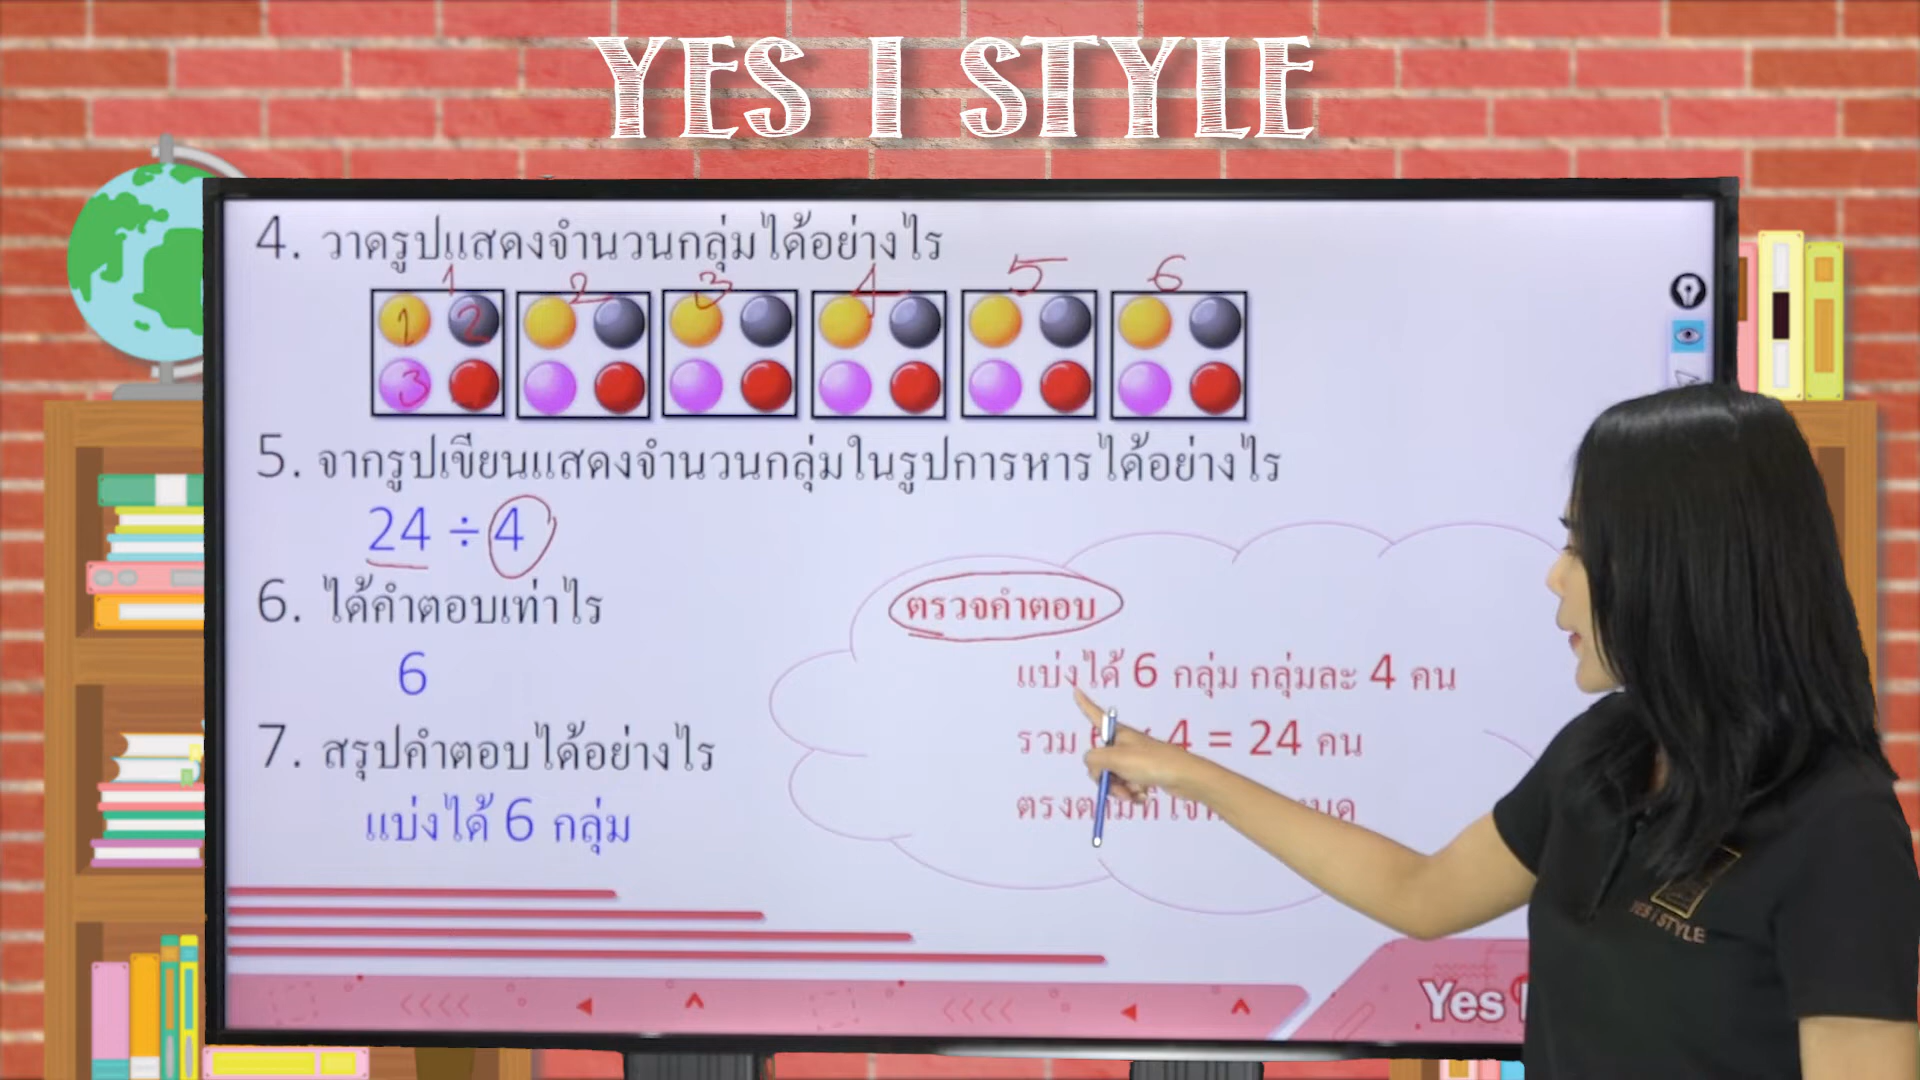 YES I STYLE
4. วาดรูปแสดงจำนวนกลุ่มได้อย่างไร
1 2 3 4 5 6
1 2
3
5. จากรูปเขียนแสดงจำนวนกลุ่มในรูปการหารได้อย่างไร
24 ÷ 4
6. ได้คำตอบเท่าไร
6
7. สรุปคำตอบได้อย่างไร
แบ่งได้ 6 กลุ่ม
ตรวจคำตอบ
แบ่งได้ 6 กลุ่ม กลุ่มละ 4 คน
รวม 4 = 24 คน
Yes
YES i STYLE